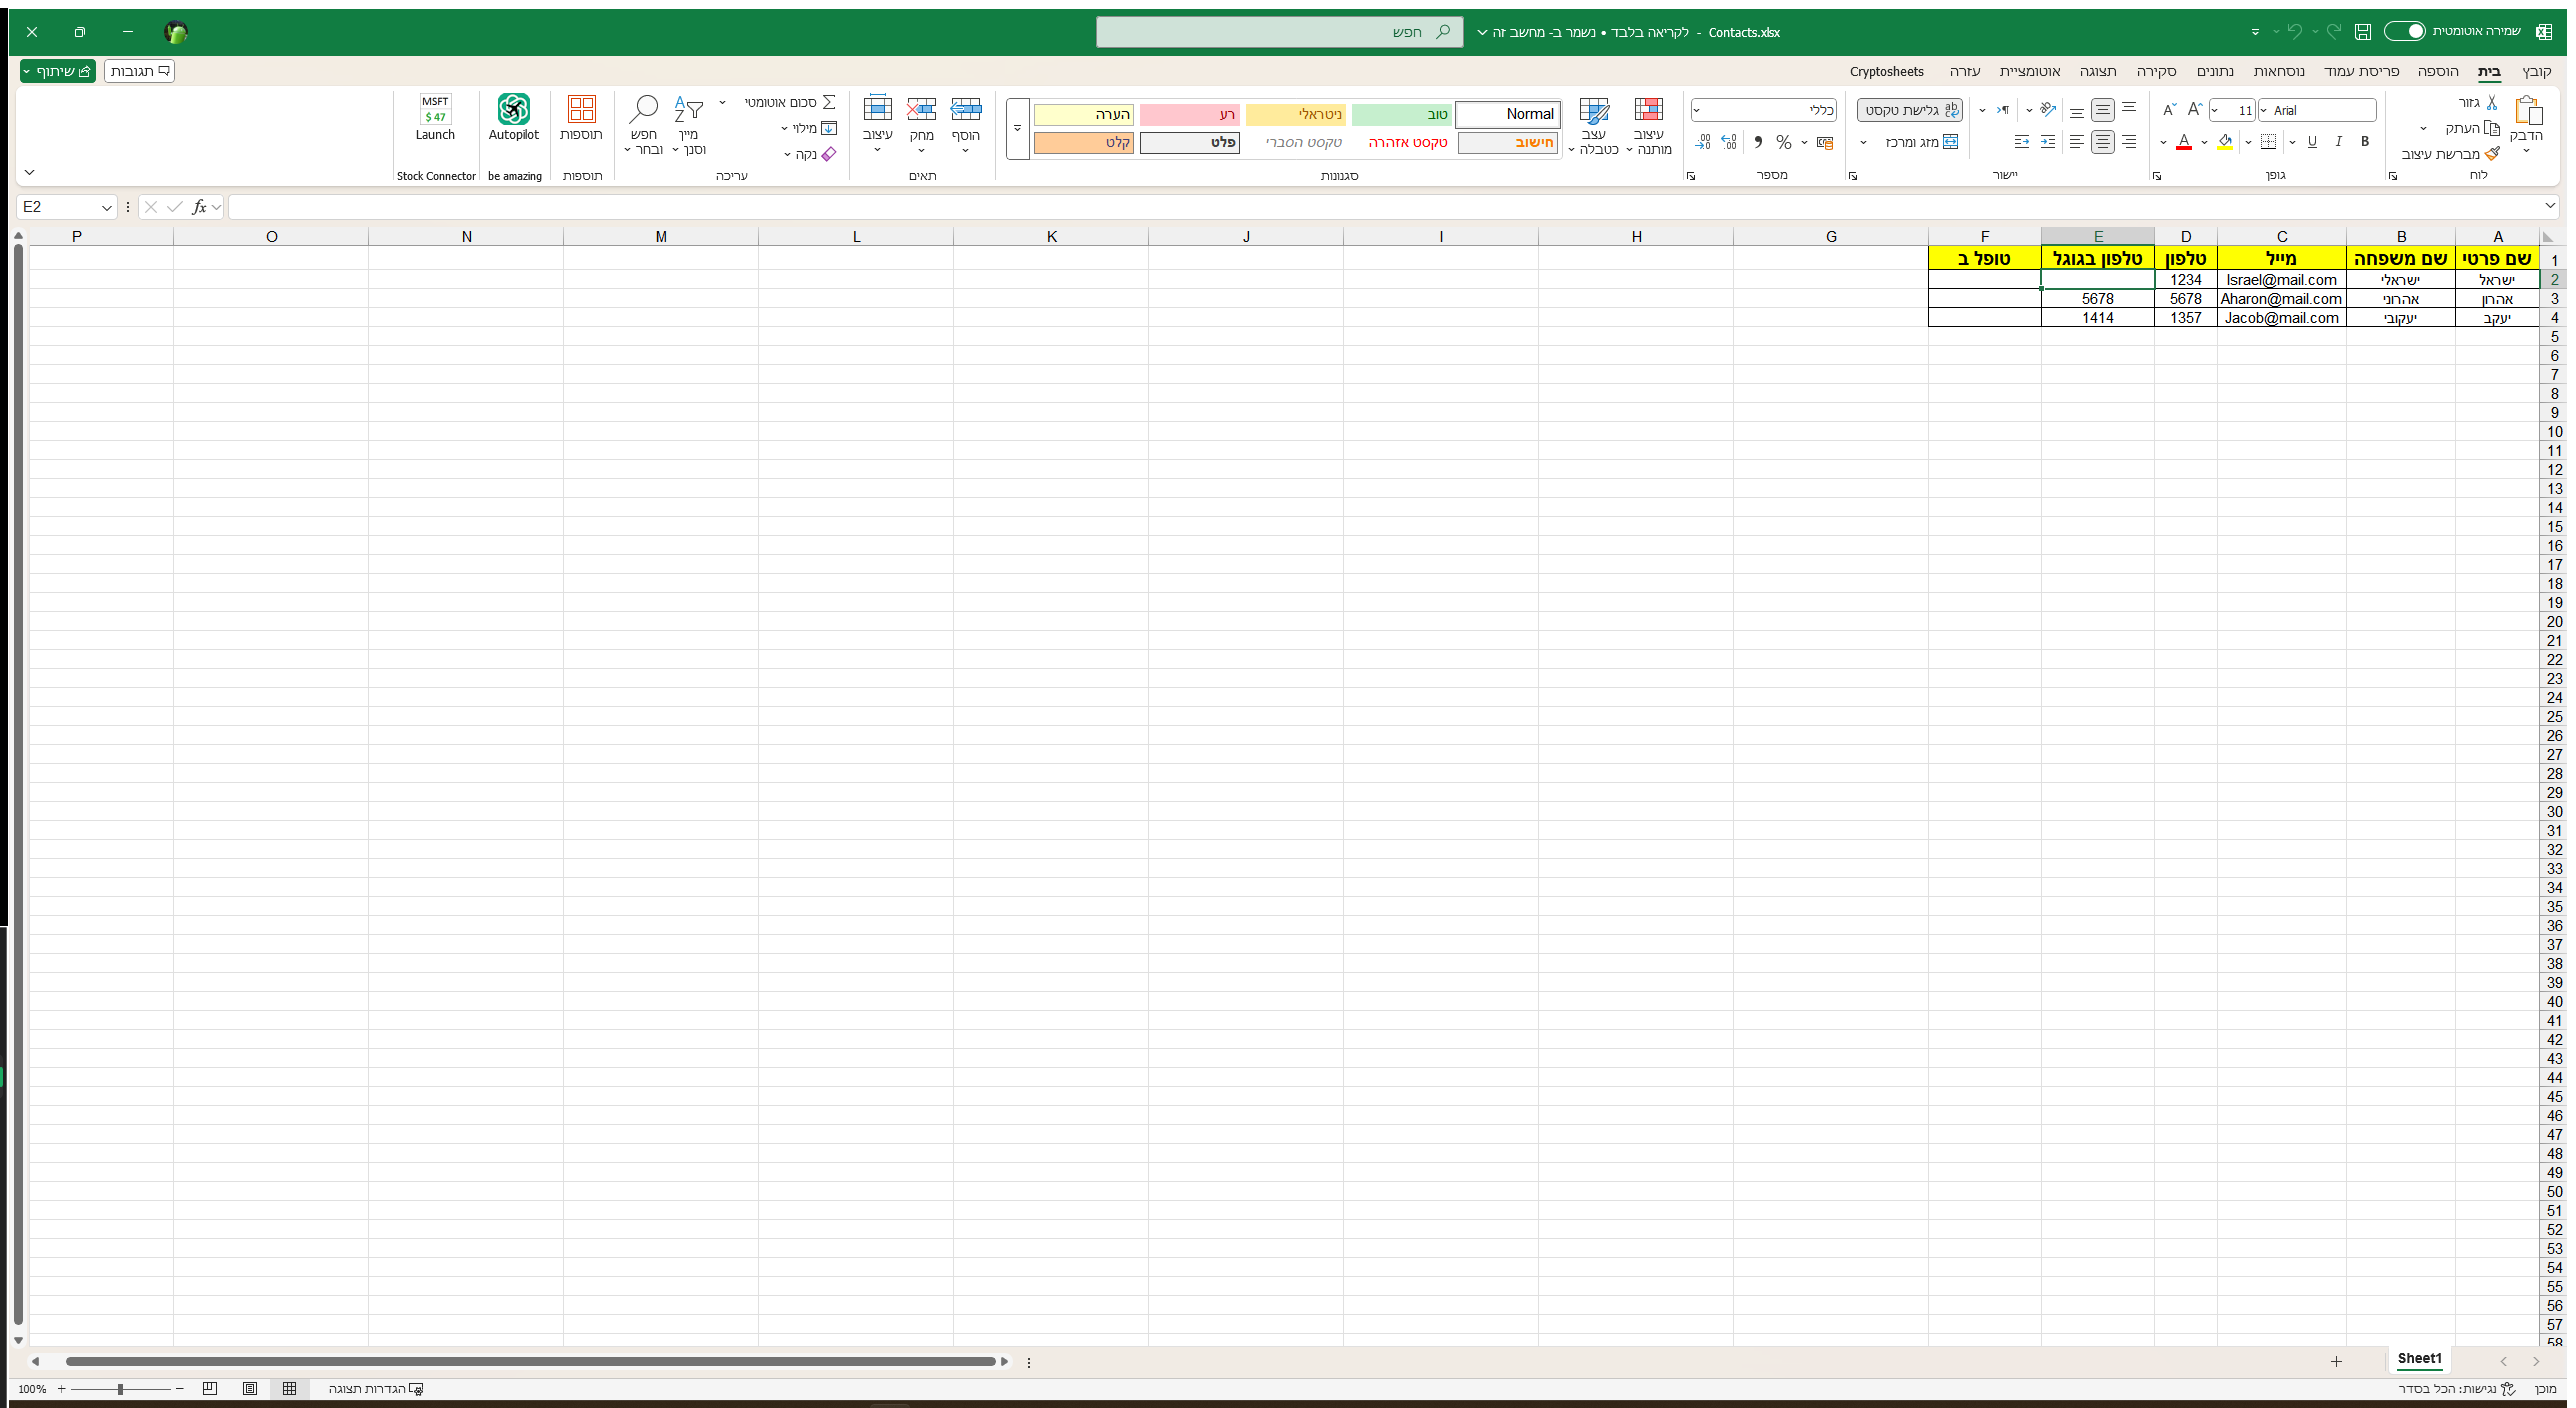 שמירה אוטומטית Contacts.xlsx - לקריאה בלבד • נשמר ב- מחשב זה חפש
קובץ בית הוספה פריסת עמוד נוסחאות נתונים סקירה תצוגה אוטומציית עזרה Cryptosheets תגובות שיתוף
הדבק גזור העתק מברשת עיצוב לוח
Arial 11 B I U גופן
גלישת טקסט מזג ומרכז יישור
כללי % מספר
עיצוב מותנה עצב כטבלה
Normal טוב ניטראלי רע הערה
חישוב טקסט אזהרה טקסט הסברי פלט קלט
סגנונות
הוסף מחק עיצוב תאים
סכום אוטומטי מילוי נקה מיין וסנן חפש ובחר עריכה
תוספות תוספות
Autopilot be amazing
MSFT $ 47 Launch Stock Connector
E2 fx
A B C D E F G H I J K L M N O P
1 שם פרטי שם משפחה מייל טלפון טלפון בגוגל טופל ב
2 ישראל ישראלי Israel@mail.com 1234
3 אהרון אהרוני Aharon@mail.com 5678 5678
4 יעקב יעקובי Jacob@mail.com 1357 1414
5
6
7
8
9
10
11
12
13
14
15
16
17
18
19
20
21
22
23
24
25
26
27
28
29
30
31
32
33
34
35
36
37
38
39
40
41
42
43
44
45
46
47
48
49
50
51
52
53
54
55
56
57
58
Sheet1
מוכן נגישות: הכל בסדר הגדרות תצוגה 100%